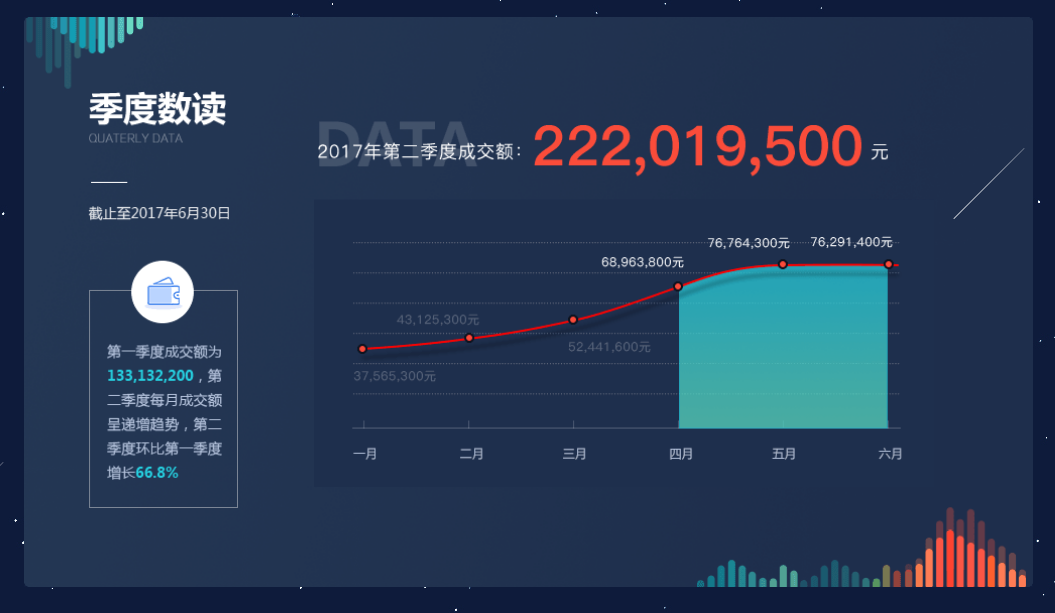 季度数读
QUATERLY DATA
截止至2017年6月30日
第一季度成交额为
133,132,200，第
二季度每月成交额
呈递增趋势，第二
季度环比第一季度
增长66.8%
DATA
2017年第二季度成交额：222,019,500 元
76,764,300元 76,291,400元
68,963,800元
43,125,300元
52,441,600元
37,565,300元
一月 二月 三月 四月 五月 六月